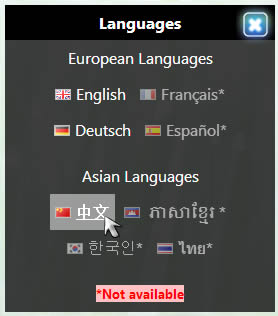 Languages
European Languages
English Français*
Deutsch Español*
Asian Languages
中文 ភាសាខ្មែរ *
한국인* ไทย*
*Not available